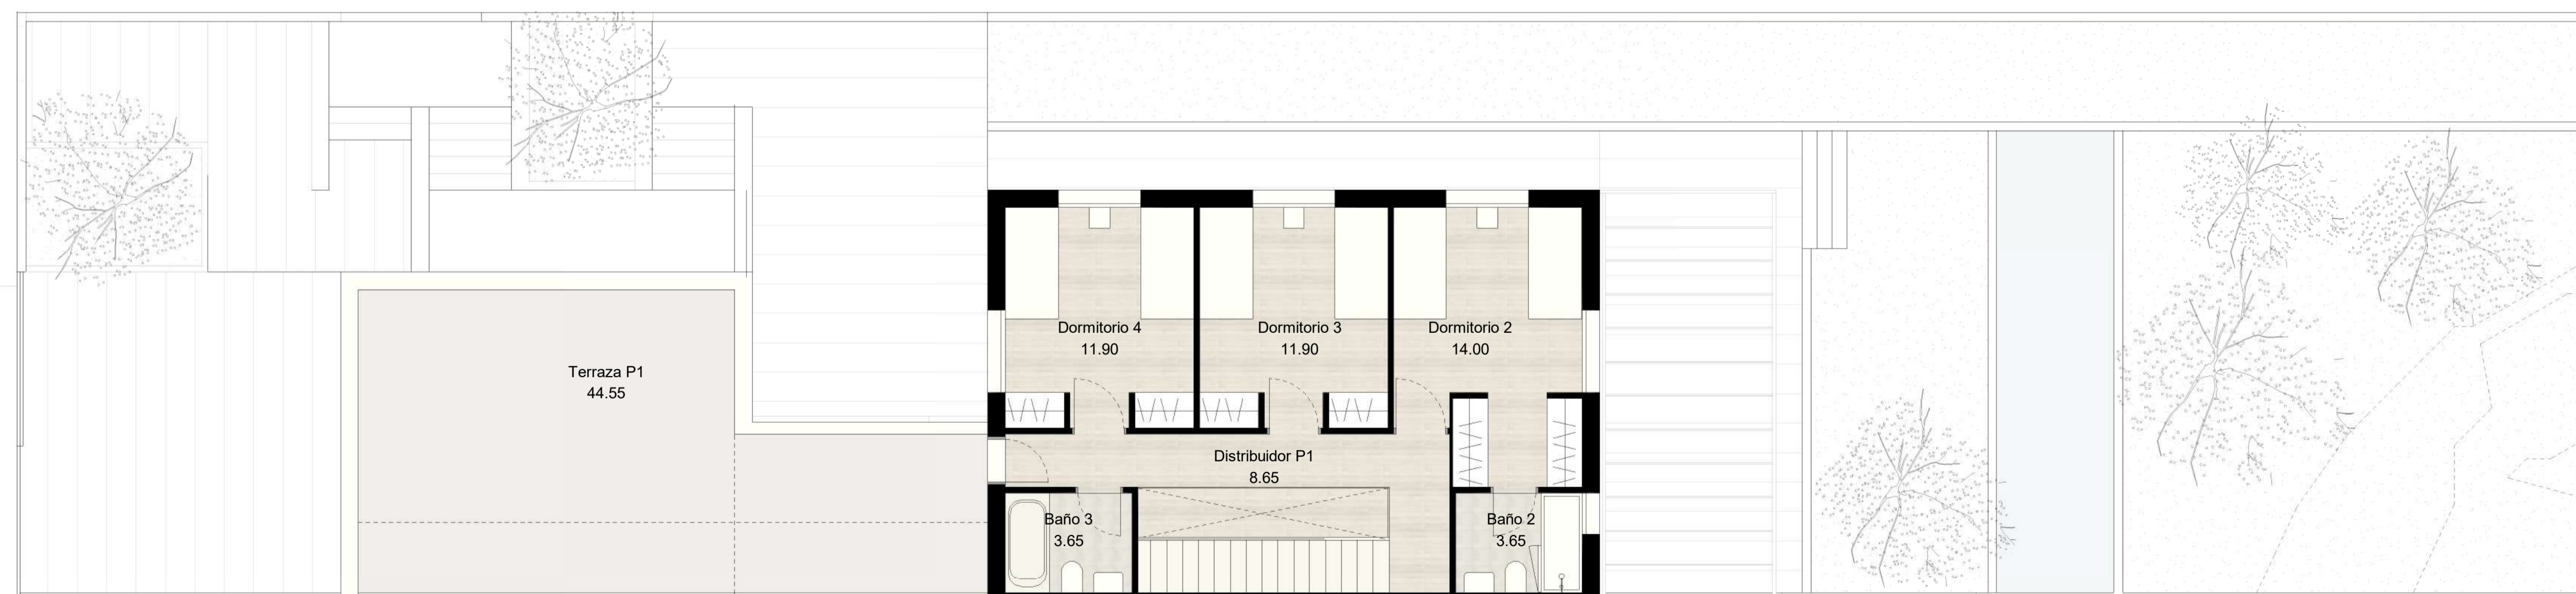 Dormitorio 4
11.90
Dormitorio 3
11.90
Dormitorio 2
14.00
Terraza P1
44.55
Distribuidor P1
8.65
Baño 3
3.65
Baño 2
3.65